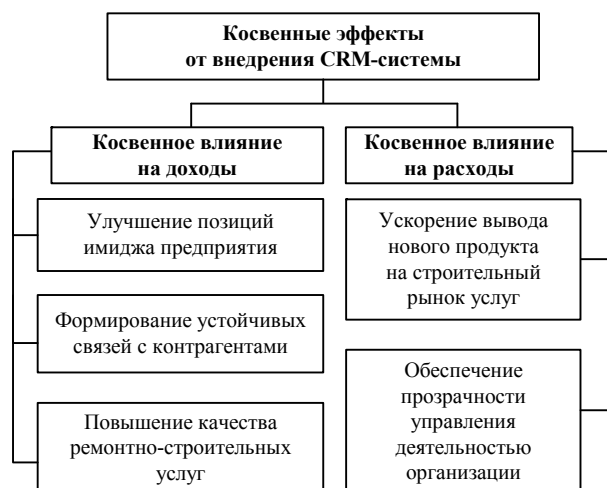 Косвенные эффекты
от внедрения CRM-системы
Косвенное влияние
на доходы
Улучшение позиций
имиджа предприятия
Формирование устойчивых
связей с контрагентами
Повышение качества
ремонтно-строительных
услуг
Косвенное влияние
на расходы
Ускорение вывода
нового продукта
на строительный
рынок услуг
Обеспечение
прозрачности
управления
деятельностью
организации